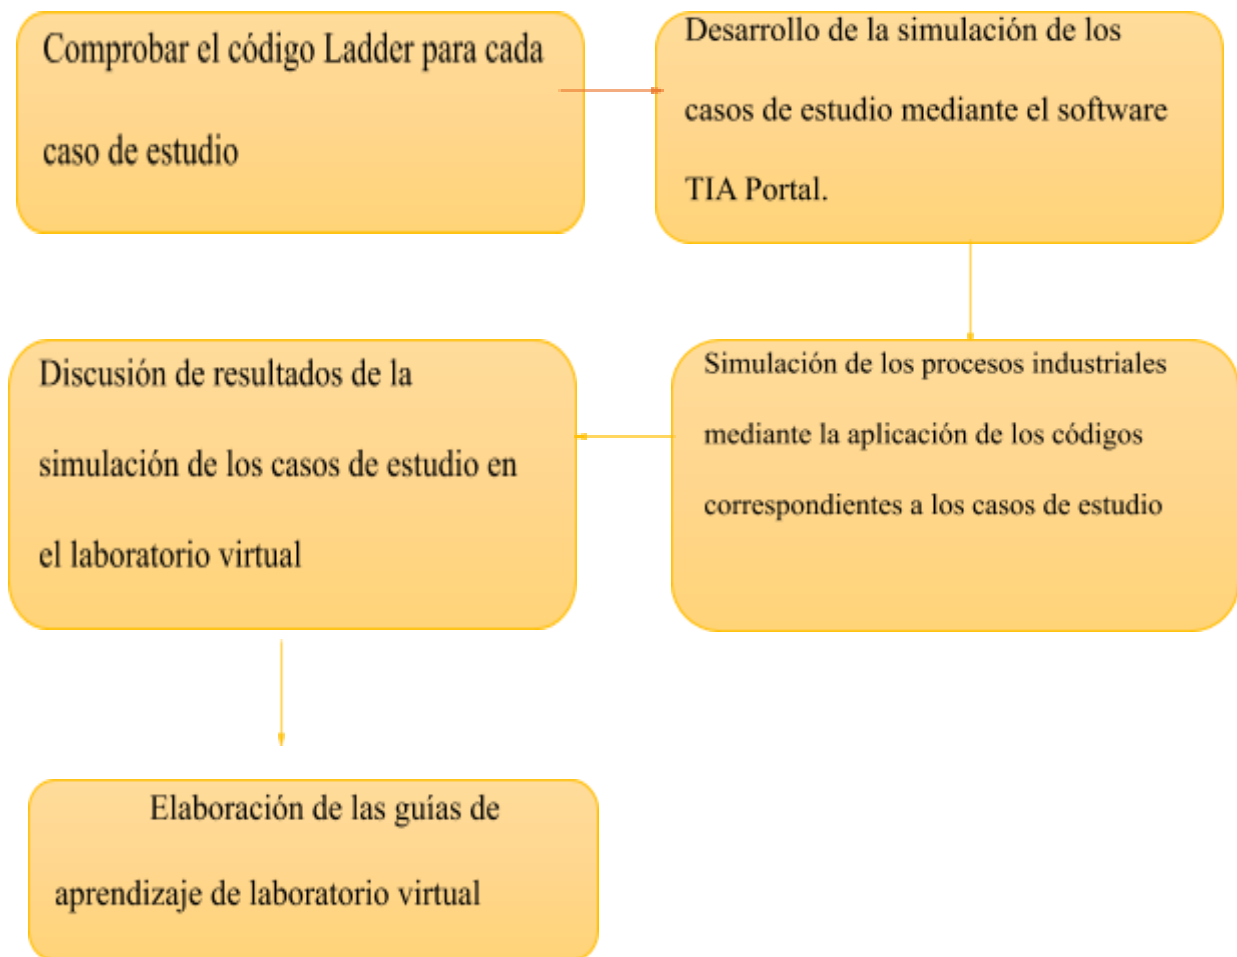 Comprobar el código Ladder para cada
caso de estudio
Desarrollo de la simulación de los
casos de estudio mediante el software
TIA Portal.
Simulación de los procesos industriales
mediante la aplicación de los códigos
correspondientes a los casos de estudio
Discusión de resultados de la
simulación de los casos de estudio en
el laboratorio virtual
Elaboración de las guías de
aprendizaje de laboratorio virtual